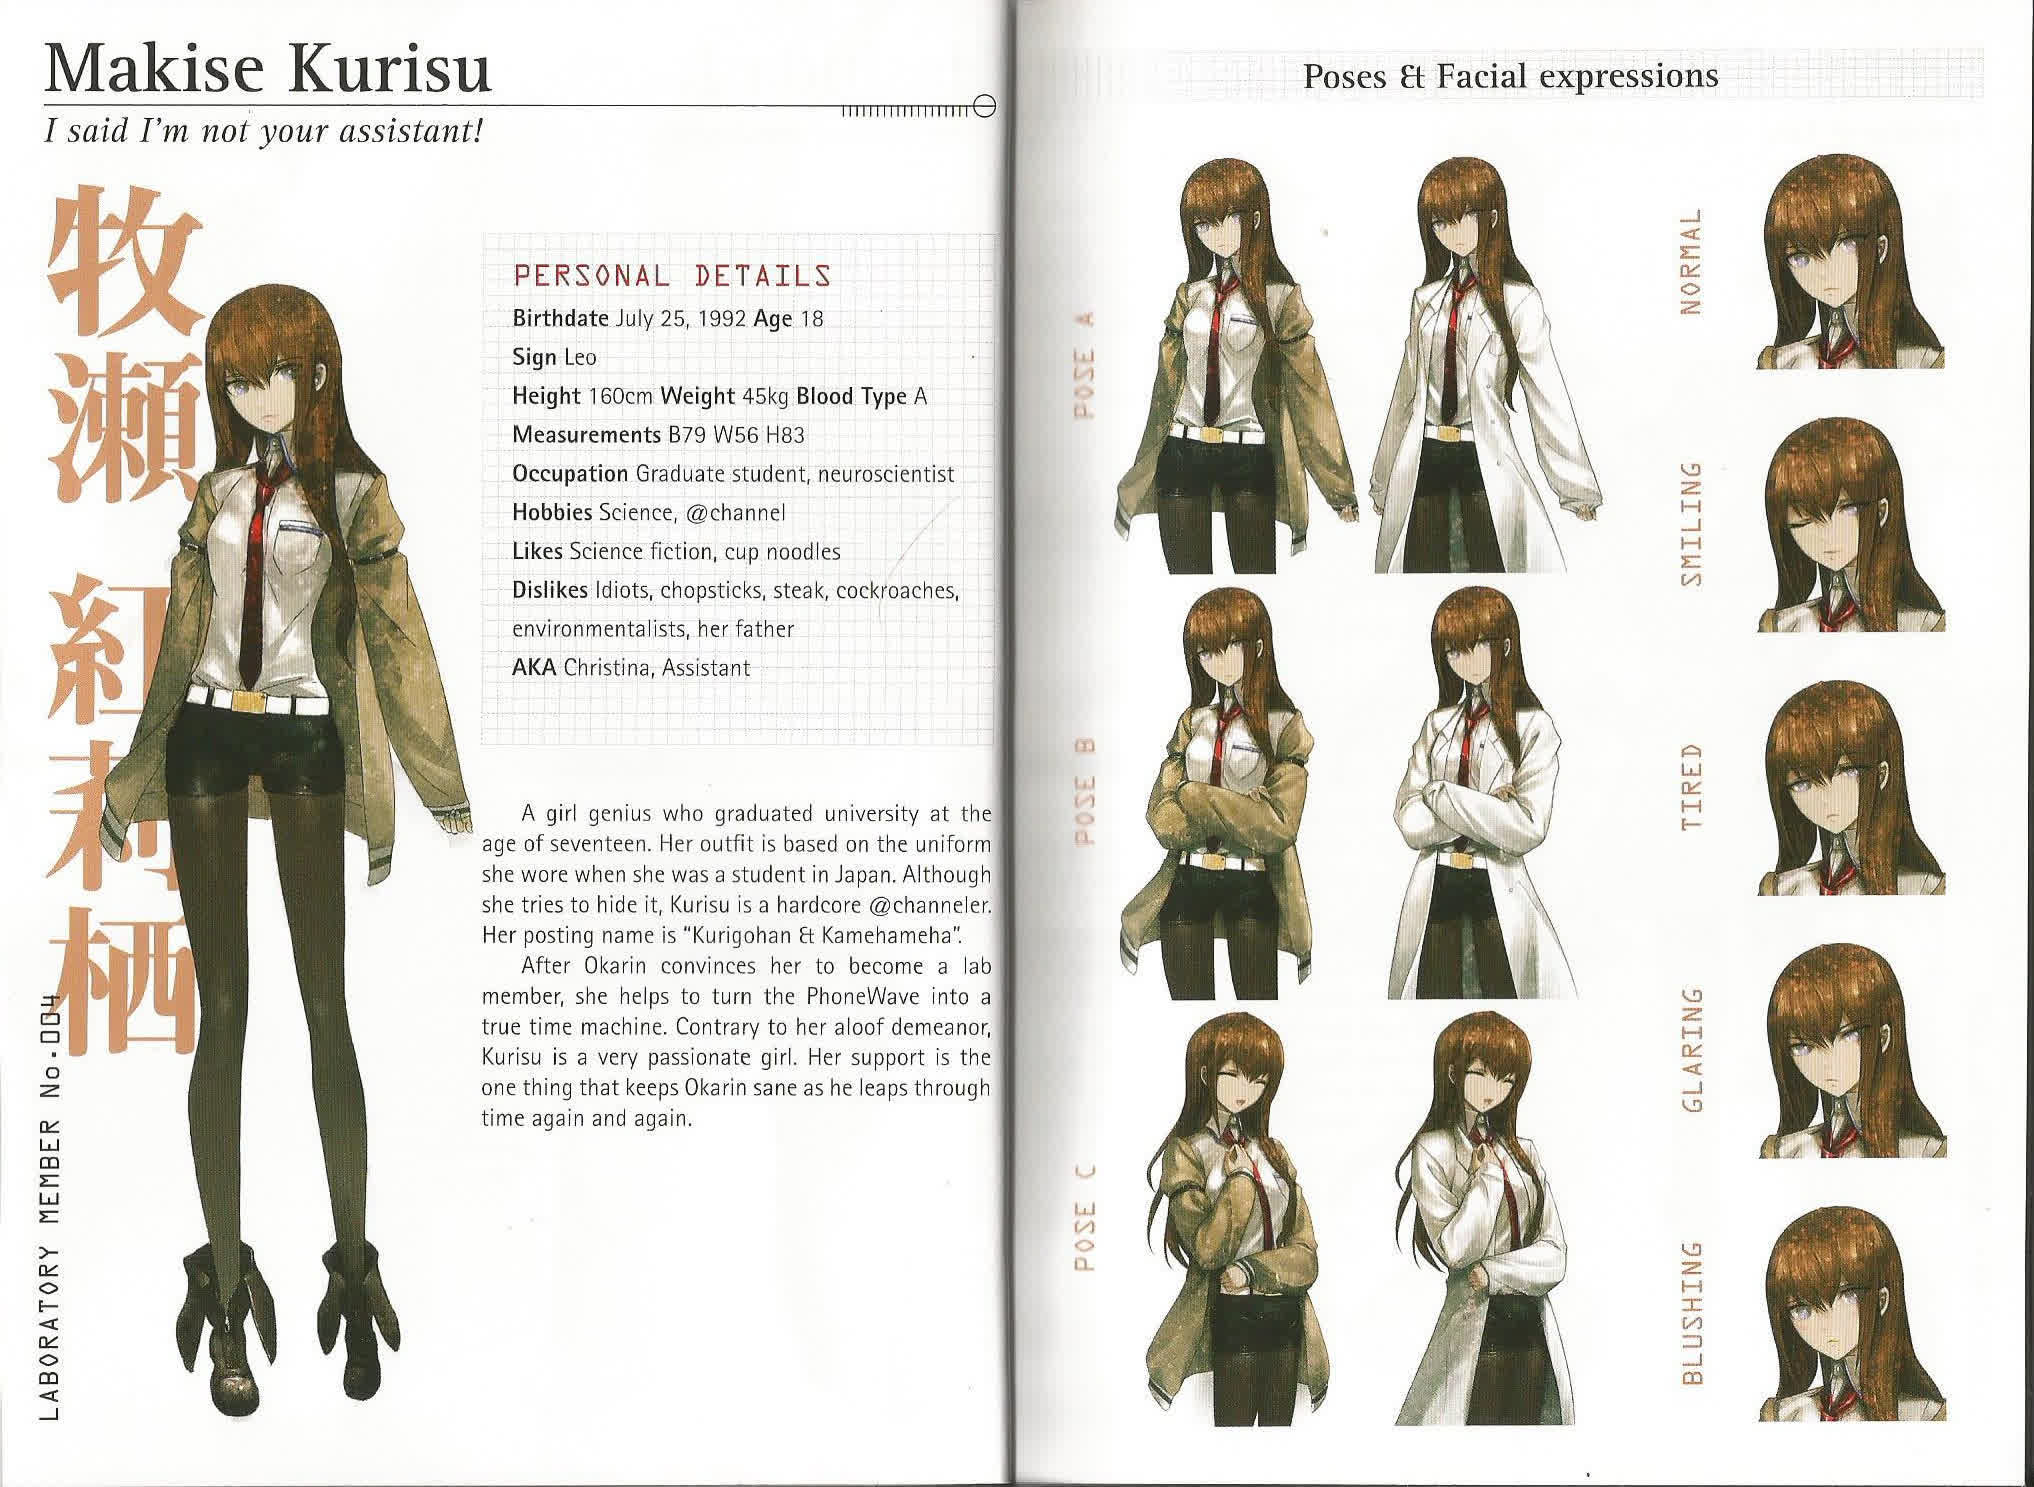 Makise Kurisu
I said I'm not your assistant!
牧瀬 紅莉栖
LABORATORY MEMBER No.004
PERSONAL DETAILS
Birthdate July 25, 1992 Age 18
Sign Leo
Height 160cm Weight 45kg Blood Type A
Measurements B79 W56 H83
Occupation Graduate student, neuroscientist
Hobbies Science, @channel
Likes Science fiction, cup noodles
Dislikes Idiots, chopsticks, steak, cockroaches,
environmentalists, her father
AKA Christina, Assistant
A girl genius who graduated university at the
age of seventeen. Her outfit is based on the uniform
she wore when she was a student in Japan. Although
she tries to hide it, Kurisu is a hardcore @channeler.
Her posting name is “Kurigohan & Kamehameha”.
After Okarin convinces her to become a lab
member, she helps to turn the PhoneWave into a
true time machine. Contrary to her aloof demeanor,
Kurisu is a very passionate girl. Her support is the
one thing that keeps Okarin sane as he leaps through
time again and again.
Poses & Facial expressions
POSE A
POSE B
POSE C
NORMAL
SMILING
TIRED
GLARING
BLUSHING